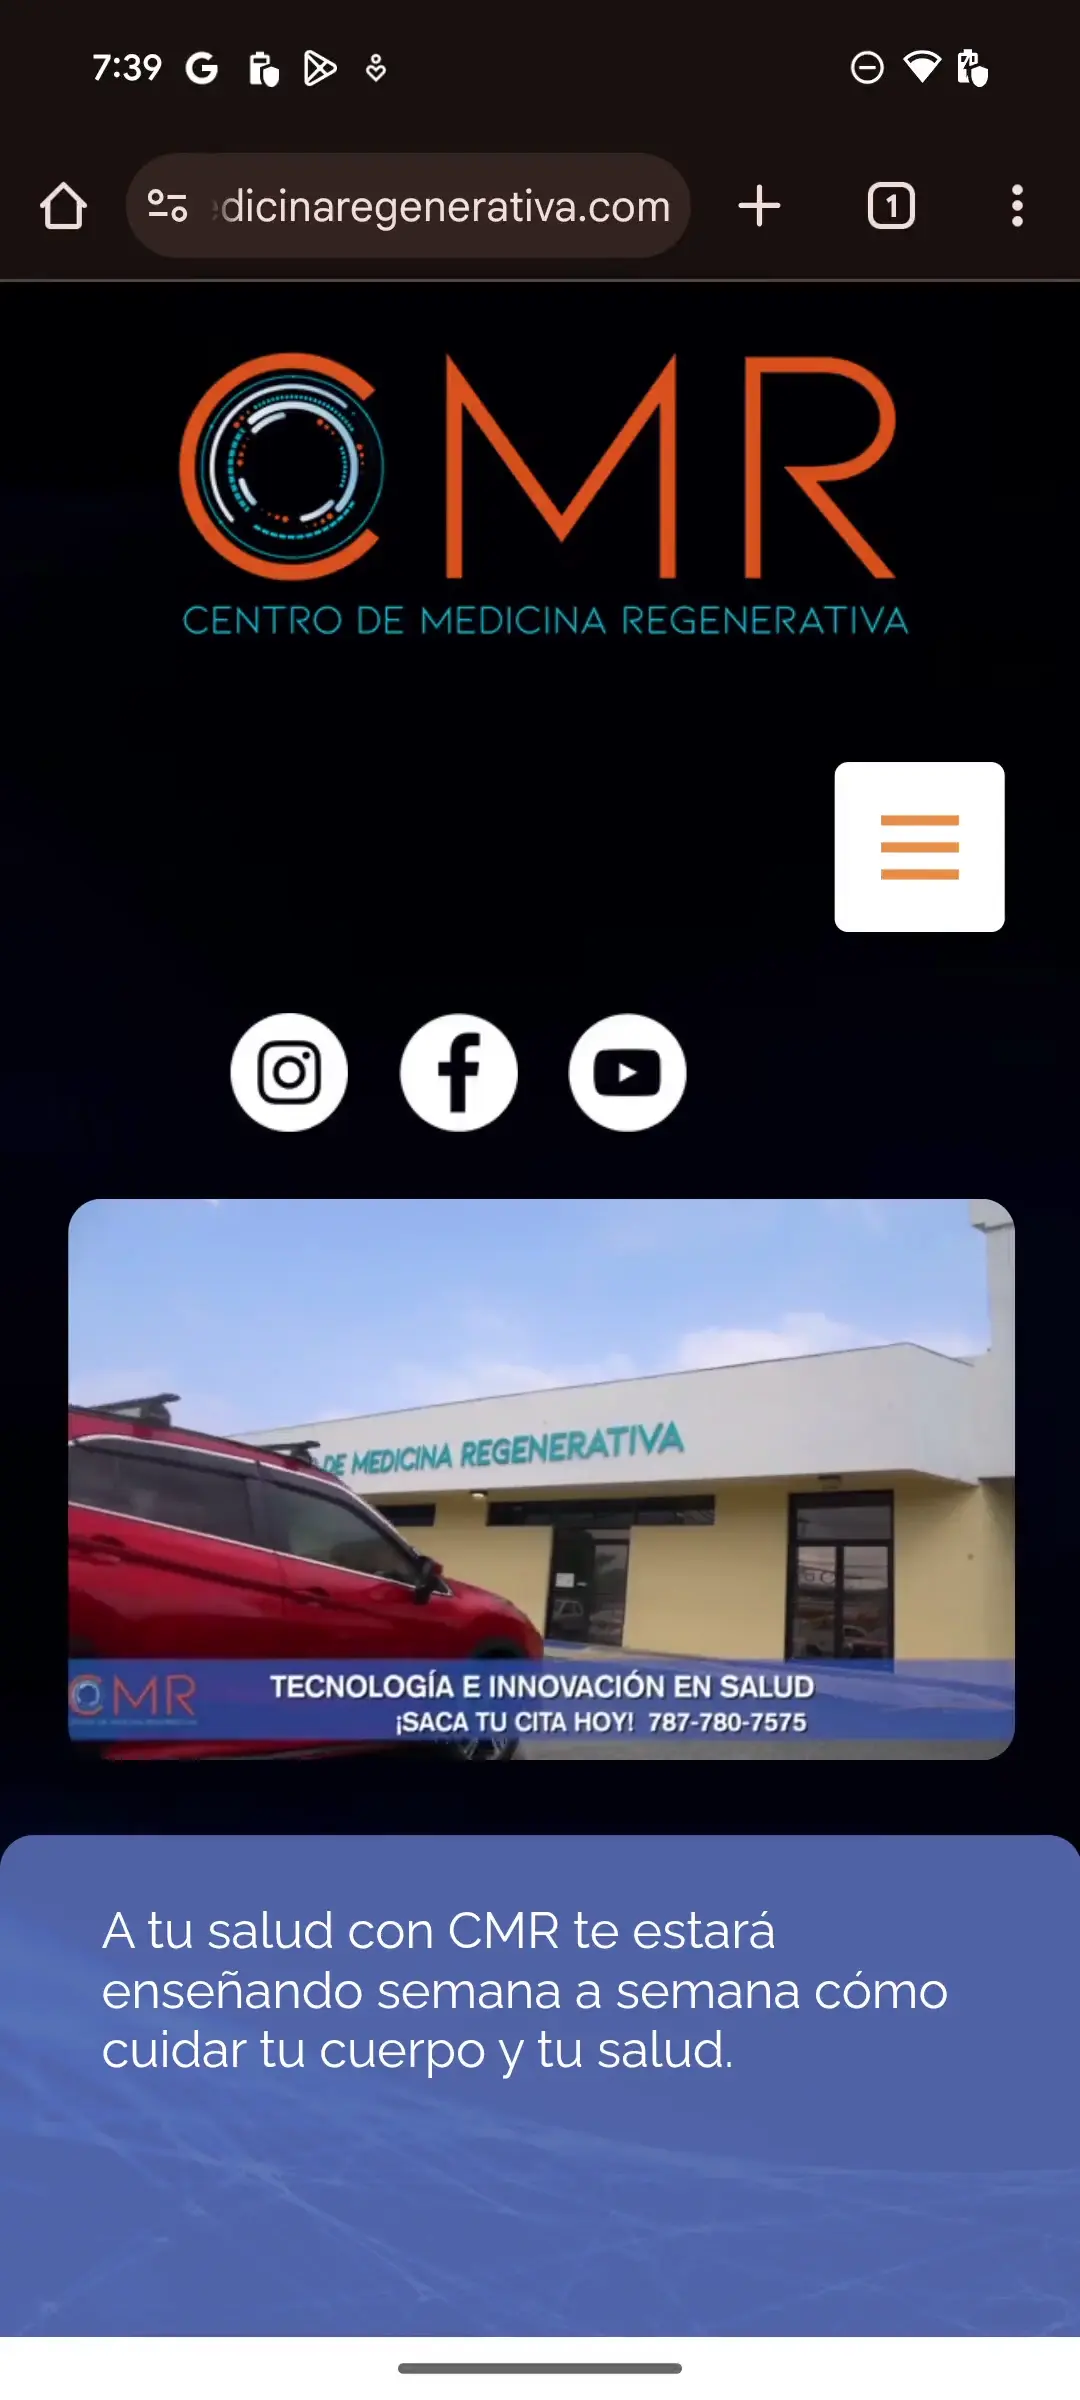 7:39
dicinaregenerativa.com
1
CMR
CENTRO DE MEDICINA REGENERATIVA
DE MEDICINA REGENERATIVA
CMR
TECNOLOGÍA E INNOVACIÓN EN SALUD
¡SACA TU CITA HOY! 787-780-7575
A tu salud con CMR te estará
enseñando semana a semana cómo
cuidar tu cuerpo y tu salud.